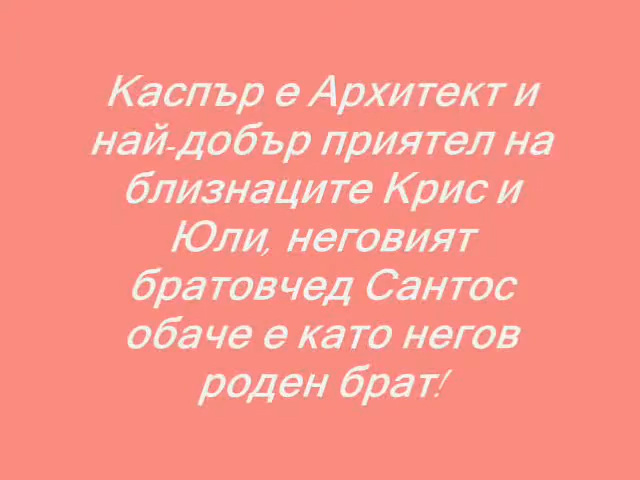 Каспър е Архитект и
най-добър приятел на
близнаците Крис и
Юли, неговият
братовчед Сантос
обаче е като негов
роден брат!